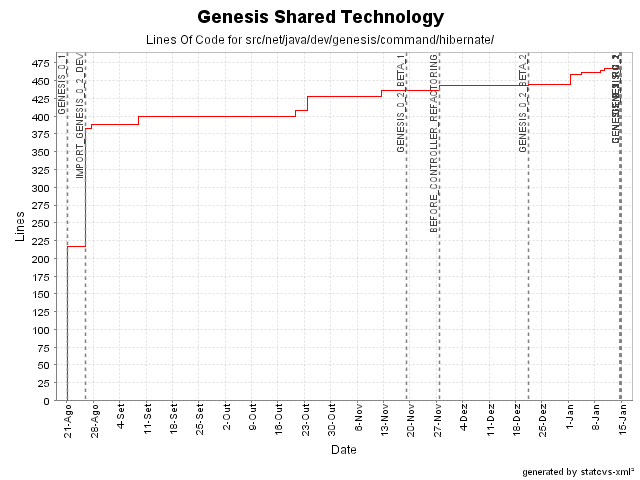 Genesis Shared Technology
Lines Of Code for src/net/java/dev/genesis/command/hibernate/
475
450
425
400
375
350
325
300
275
250
225
200
175
150
125
100
75
50
25
0
Lines
GENESIS_0_1
IMPORT_GENESIS_0_2_DEV
GENESIS_0_2_BETA_1
BEFORE_CONTROLLER_REFACTORING
GENESIS_0_2_BETA_2
21-Ago
28-Ago
4-Set
11-Set
18-Set
25-Set
2-Out
9-Out
16-Out
23-Out
30-Out
6-Nov
13-Nov
20-Nov
27-Nov
4-Dez
11-Dez
18-Dez
25-Dez
1-Jan
8-Jan
15-Jan
Date
generated by statcvs-xml²